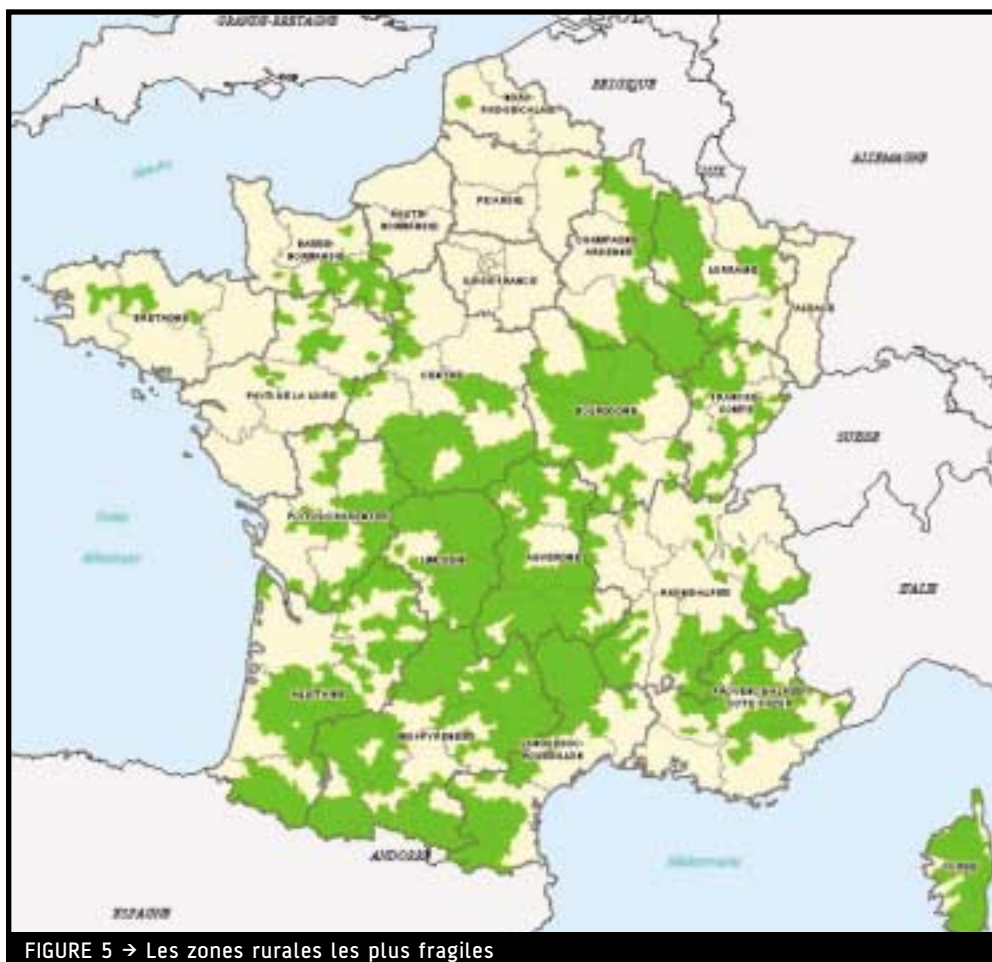 GRANDE-BRETAGNE
BELGIQUE
ALLEMAGNE
LUX
NORD-
PAS-DE-CALAIS
PICARDIE
HAUTE-
NORMANDIE
BASSE-
NORMANDIE
CHAMPAGNE
ARDENNE
LORRAINE
ALSACE
ILE-DE-FRANCE
BRETAGNE
PAYS DE LA LOIRE
CENTRE
BOURGOGNE
FRANCHE-
COMTE
SUISSE
POITOU-CHARENTES
LIMOUSIN
AUVERGNE
RHONE-ALPES
ITALIE
AQUITAINE
MIDI-PYRENEES
LANGUEDOC-
ROUSSILLON
PROVENCE-ALPES
COTE D'AZUR
CORSE
ANDORRE
ESPAGNE
FIGURE 5 → Les zones rurales les plus fragiles